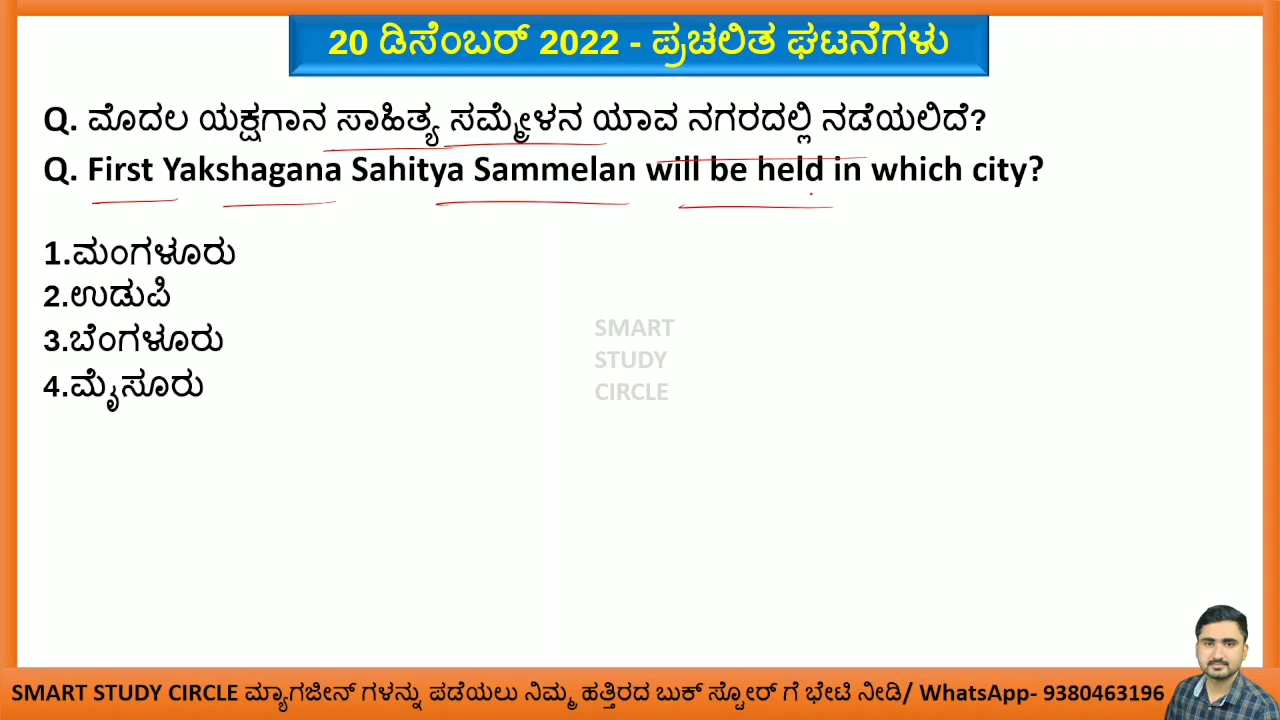 20 ಡಿಸೆಂಬರ್ 2022 - ಪ್ರಚಲಿತ ಘಟನೆಗಳು
Q. ಮೊದಲ ಯಕ್ಷಗಾನ ಸಾಹಿತ್ಯ ಸಮ್ಮೇಳನ ಯಾವ ನಗರದಲ್ಲಿ ನಡೆಯಲಿದೆ?
Q. First Yakshagana Sahitya Sammelan will be held in which city?
1.ಮಂಗಳೂರು
2.ಉಡುಪಿ
3.ಬೆಂಗಳೂರು
4.ಮೈಸೂರು
SMART
STUDY
CIRCLE
SMART STUDY CIRCLE ಮ್ಯಾಗಜೀನ್ ಗಳನ್ನು ಪಡೆಯಲು ನಿಮ್ಮ ಹತ್ತಿರದ ಬುಕ್ ಸ್ಟೋರ್ ಗೆ ಭೇಟಿ ನೀಡಿ/ WhatsApp- 9380463196